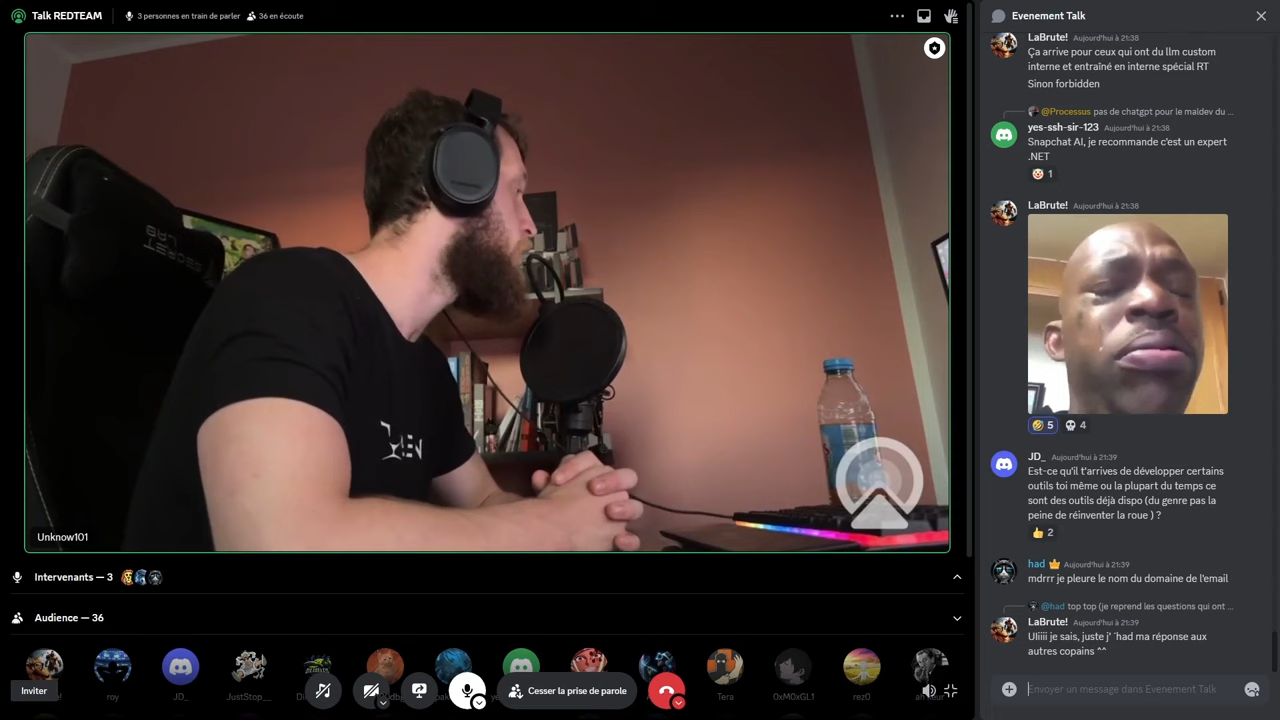 Talk REDTEAM
3 personnes en train de parler
36 en écoute
SECRET
LAB
Unknow101
Intervenants — 3
Audience — 36
roy
JD_
JustStop_
Tera
0xM0xGL1
rez0
Inviter
Cesser la prise de parole
Evenement Talk
LaBrute! Aujourd'hui à 21:38
Ça arrive pour ceux qui ont du llm custom
interne et entraîné en interne spécial RT
Sinon forbidden
@Processus pas de chatgpt pour le maldev du ...
yes-ssh-sir-123 Aujourd'hui à 21:38
Snapchat AI, je recommande c'est un expert
.NET
1
LaBrute! Aujourd'hui à 21:38
5 4
JD_ Aujourd'hui à 21:39
Est-ce qu'il t'arrives de développer certains
outils toi même ou la plupart du temps ce
sont des outils déjà dispo (du genre pas la
peine de réinventer la roue ) ?
2
had Aujourd'hui à 21:39
mdrrr je pleure le nom du domaine de l'email
@had top top (je reprend les questions qui ont ...
LaBrute! Aujourd'hui à 21:39
UIiiii je sais, juste j' ´had ma réponse aux
autres copains ^^
Envoyer un message dans Evenement Talk